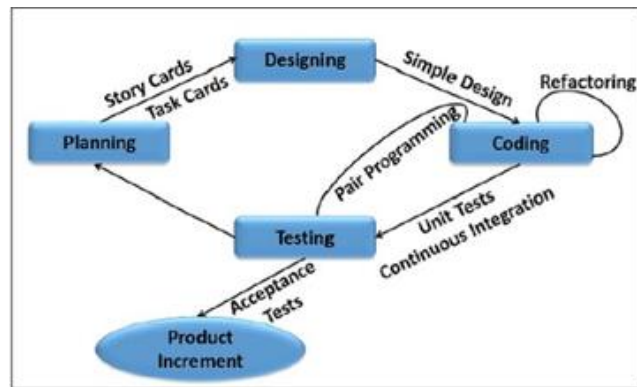 Designing
Story Cards
Task Cards
Simple Design
Refactoring
Planning
Pair Programming
Coding
Testing
Unit Tests
Continuous Integration
Acceptance
Tests
Product
Increment